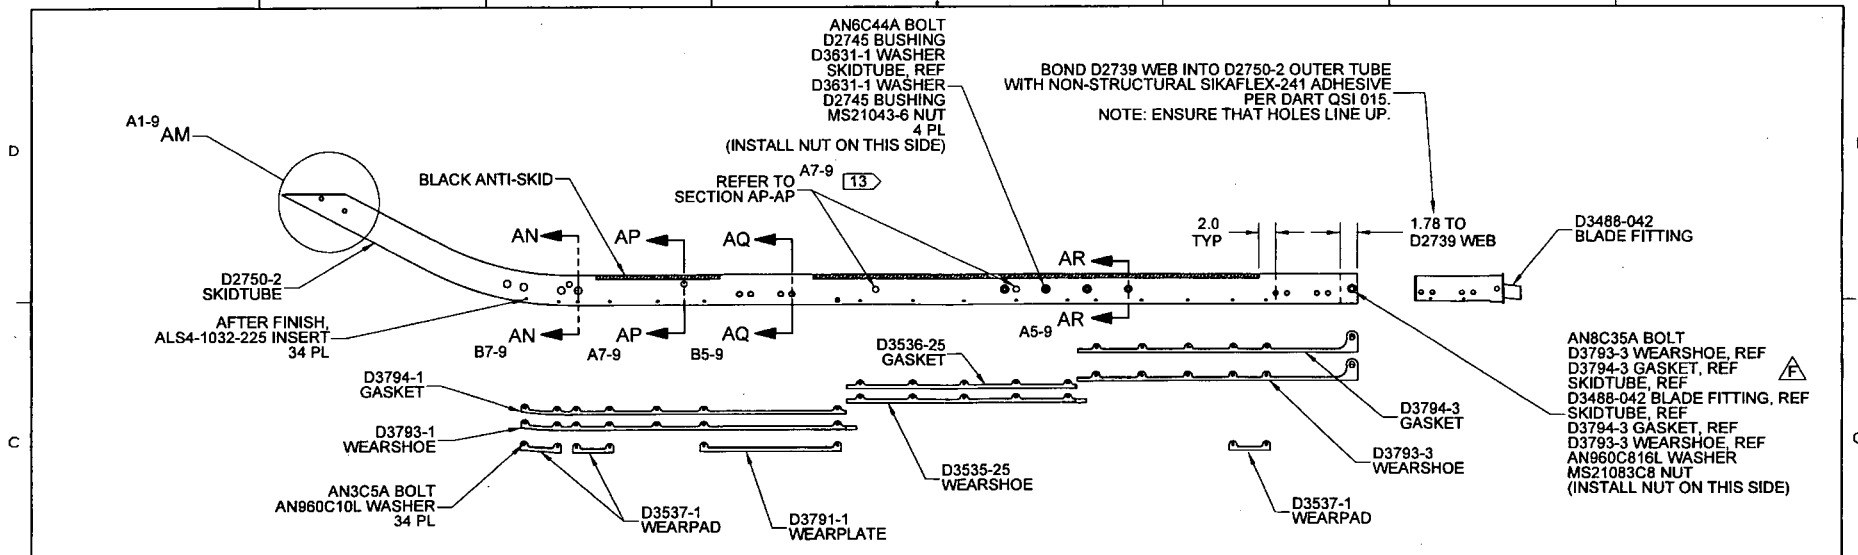 AN6C44A BOLT
D2745 BUSHING
D3631-1 WASHER
SKIDTUBE, REF
D3631-1 WASHER
D2745 BUSHING
MS21043-6 NUT
4 PL
(INSTALL NUT ON THIS SIDE)
BOND D2739 WEB INTO D2750-2 OUTER TUBE
WITH NON-STRUCTURAL SIKAFLEX-241 ADHESIVE
PER DART QSI 015.
NOTE: ENSURE THAT HOLES LINE UP.
A1-9
AM
D
BLACK ANTI-SKID
REFER TO
SECTION AP-AP
A7-9
13
AN
AP
AQ
AR
2.0
TYP
1.78 TO
D2739 WEB
D3488-042
BLADE FITTING
D2750-2
SKIDTUBE
AFTER FINISH,
ALS4-1032-225 INSERT
34 PL
AN
B7-9
AP
A7-9
AQ
B5-9
AR
A5-9
D3536-25
GASKET
AN8C35A BOLT
D3793-3 WEARSHOE, REF
D3794-3 GASKET, REF
SKIDTUBE, REF
D3488-042 BLADE FITTING, REF
SKIDTUBE, REF
D3794-3 GASKET, REF
D3793-3 WEARSHOE, REF
AN960C816L WASHER
MS21083C8 NUT
(INSTALL NUT ON THIS SIDE)
F
D3794-1
GASKET
D3793-1
WEARSHOE
C
D3794-3
GASKET
D3793-3
WEARSHOE
D3535-25
WEARSHOE
AN3C5A BOLT
AN960C10L WASHER
34 PL
D3537-1
WEARPAD
D3791-1
WEARPLATE
D3537-1
WEARPAD